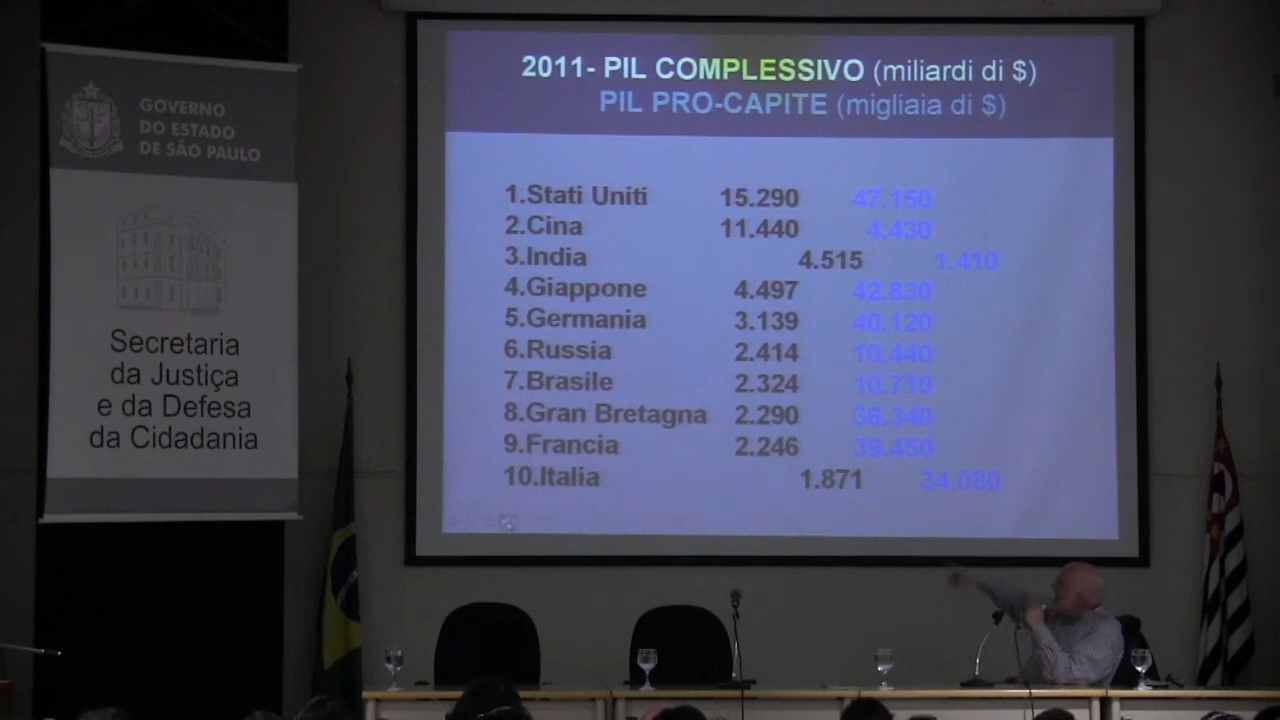 GOVERNO
DO ESTADO
DE SÃO PAULO
Secretaria
da Justiça
e da Defesa
da Cidadania
2011- PIL COMPLESSIVO (miliardi di $)
PIL PRO-CAPITE (migliaia di $)
1.Stati Uniti 15.290 47.150
2.Cina 11.440 4.430
3.India 4.515 1.410
4.Giappone 4.497 42.830
5.Germania 3.139 40.120
6.Russia 2.414 10.440
7.Brasile 2.324 10.710
8.Gran Bretagna 2.290 36.340
9.Francia 2.246 39.450
10.Italia 1.871 34.080